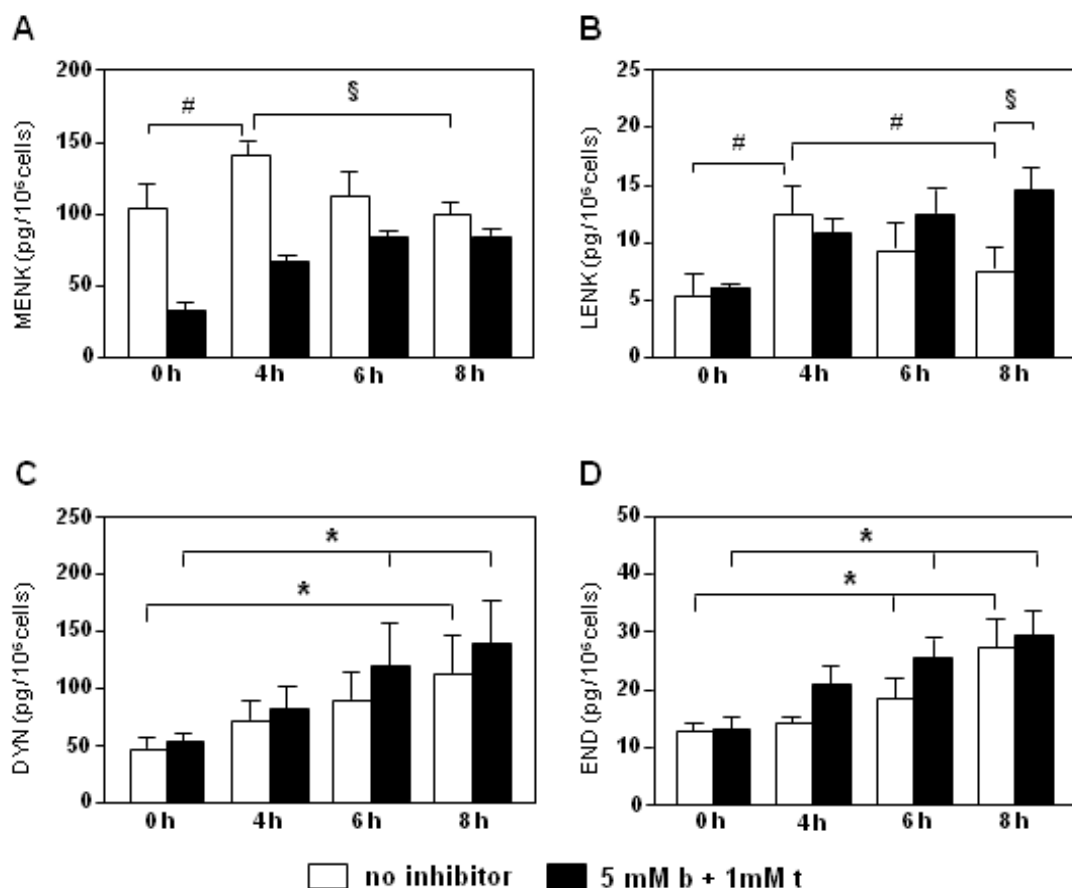 A
MENK (pg/10⁶cells)
200
150
100
50
0
#
§
0 h
4h
6 h
8 h
B
LENK (pg/10⁶cells)
25
20
15
10
5
0
#
#
§
0 h
4 h
6 h
8 h
C
DYN (pg/10⁶cells)
250
200
150
100
50
0
*
*
0 h
4h
6 h
8 h
D
END (pg/10⁶cells)
50
40
30
20
10
0
*
*
0 h
4h
6 h
8 h
no inhibitor 5 mM b + 1mM t